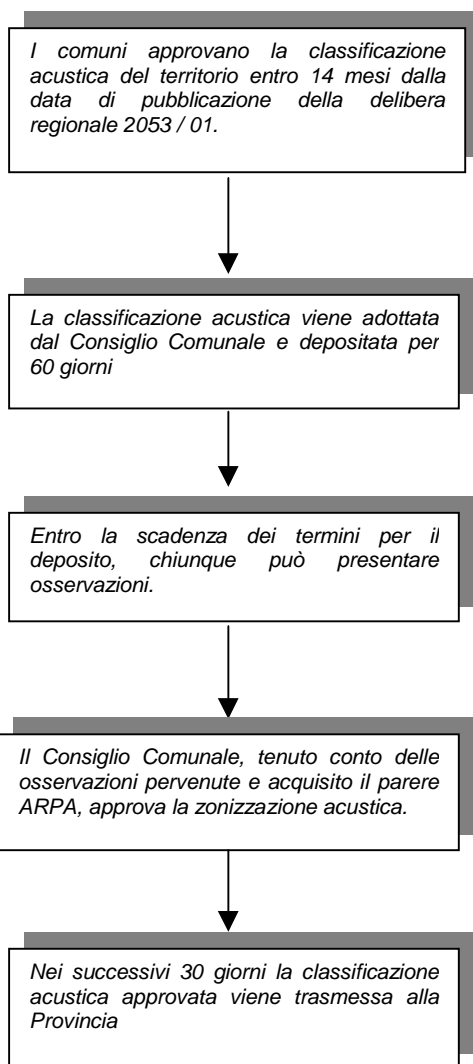 I comuni approvano la classificazione
acustica del territorio entro 14 mesi dalla
data di pubblicazione della delibera
regionale 2053 / 01.
La classificazione acustica viene adottata
dal Consiglio Comunale e depositata per
60 giorni
Entro la scadenza dei termini per il
deposito, chiunque può presentare
osservazioni.
Il Consiglio Comunale, tenuto conto delle
osservazioni pervenute e acquisito il parere
ARPA, approva la zonizzazione acustica.
Nei successivi 30 giorni la classificazione
acustica approvata viene trasmessa alla
Provincia